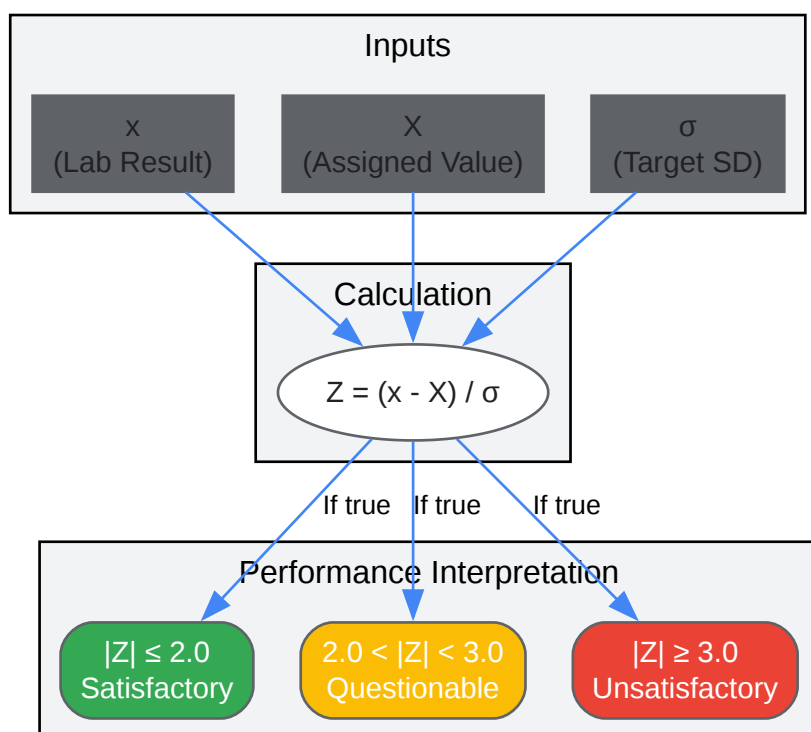 Inputs
x
(Lab Result)
X
(Assigned Value)
σ
(Target SD)
Calculation
Z = (x - X) / σ
If true
If true
If true
Performance Interpretation
|Z| ≤ 2.0
Satisfactory
2.0 < |Z| < 3.0
Questionable
|Z| ≥ 3.0
Unsatisfactory